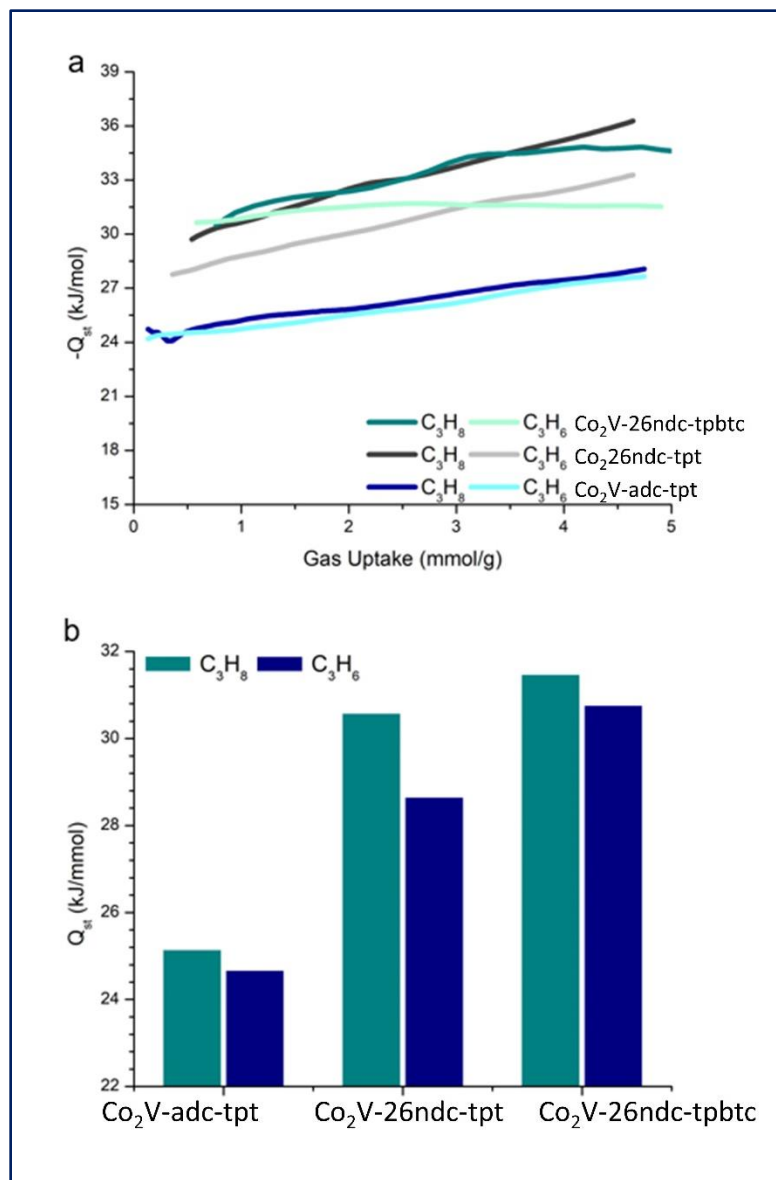 a
39
36
33
30
27
24
21
18
15
-Qst (kJ/mol)
C3H8 C3H6 Co2V-26ndc-tpbtc
C3H8 C3H6 Co226ndc-tpt
C3H8 C3H6 Co2V-adc-tpt
0 1 2 3 4 5
Gas Uptake (mmol/g)
b
32
30
28
26
24
22
Qst (kJ/mmol)
C3H8 C3H6
Co2V-adc-tpt Co2V-26ndc-tpt Co2V-26ndc-tpbtc